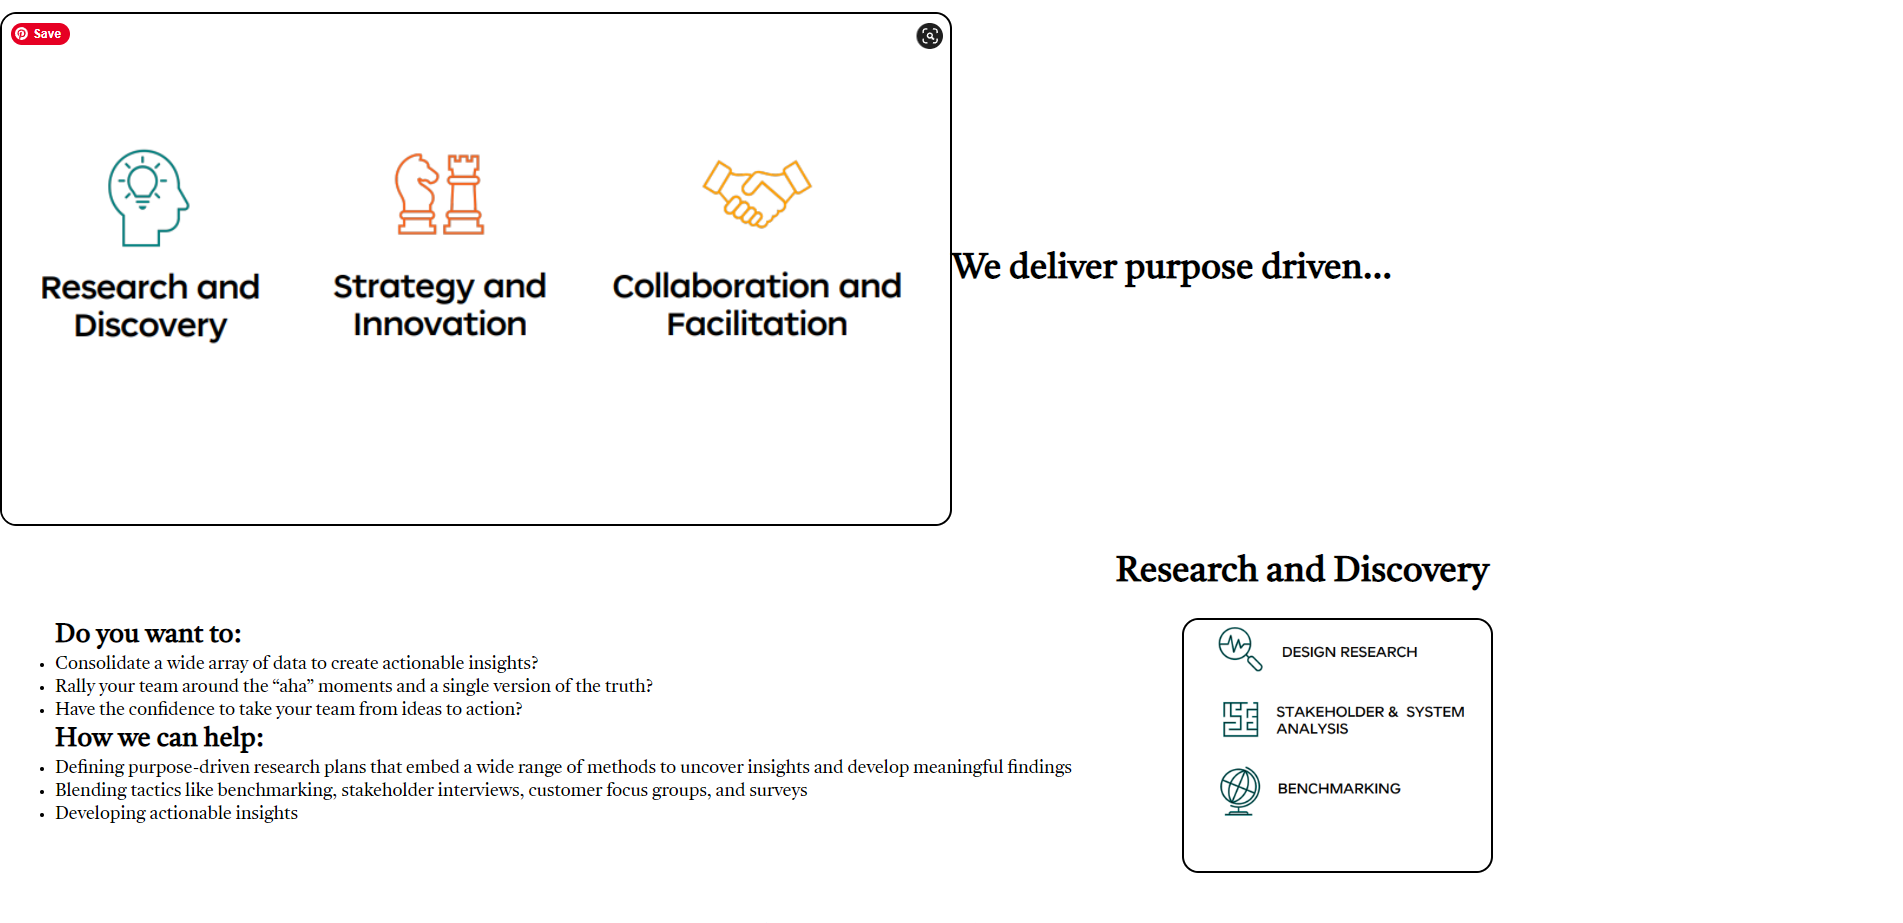 Save
Research and
Discovery
Strategy and
Innovation
Collaboration and
Facilitation
We deliver purpose driven...
Research and Discovery
Do you want to:
• Consolidate a wide array of data to create actionable insights?
• Rally your team around the “aha” moments and a single version of the truth?
• Have the confidence to take your team from ideas to action?
How we can help:
• Defining purpose-driven research plans that embed a wide range of methods to uncover insights and develop meaningful findings
• Blending tactics like benchmarking, stakeholder interviews, customer focus groups, and surveys
• Developing actionable insights
DESIGN RESEARCH
STAKEHOLDER & SYSTEM
ANALYSIS
BENCHMARKING